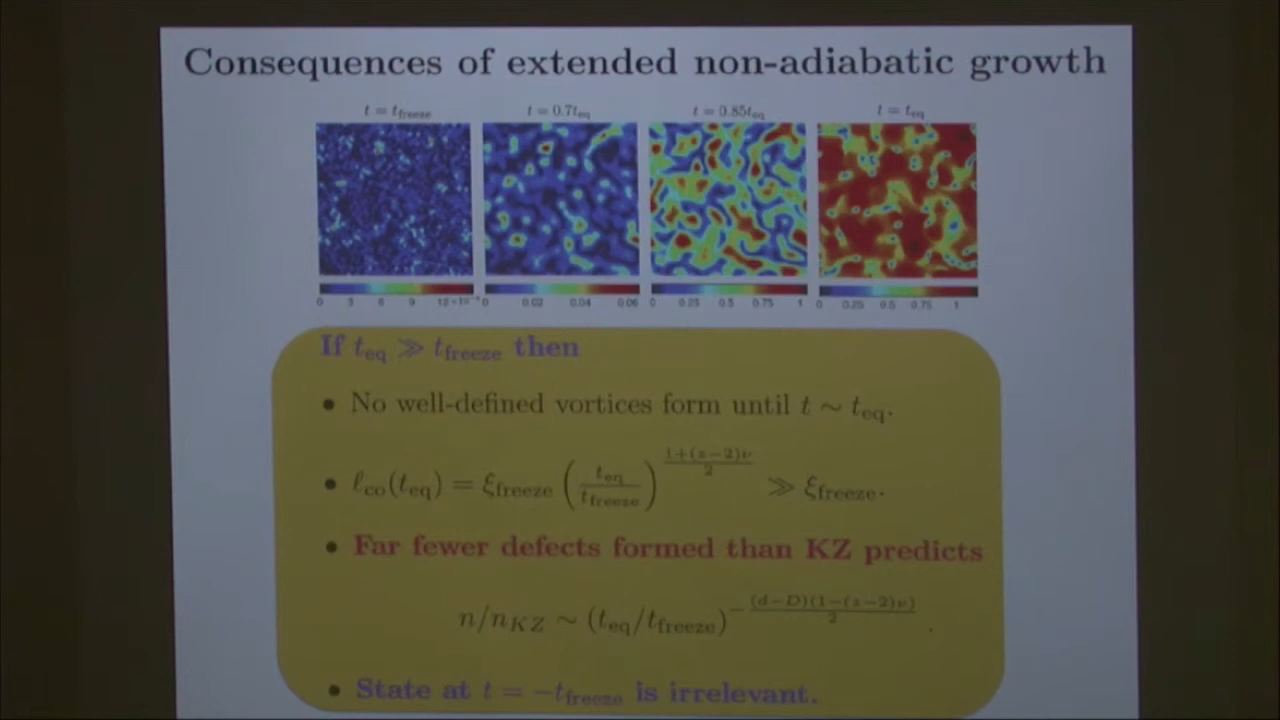 Consequences of extended non-adiabatic growth
t = t_freeze t = 0.7t_eq t = 0.85t_eq t = t_eq
0 3 6 9 12×10 0 0.02 0.04 0.06 0 0.25 0.5 0.75 1 0 0.25 0.5 0.75 1
If t_eq ≫ t_freeze then
• No well-defined vortices form until t ∼ t_eq.
• ℓ_co(t_eq) = ξ_freeze (t_eq/t_freeze)^{(1+(z−2)ν)/2} ≫ ξ_freeze.
• Far fewer defects formed than KZ predicts
n/n_KZ ∼ (t_eq/t_freeze)^{−(d−D)(1−(z−2)ν)/2}.
• State at t = −t_freeze is irrelevant.